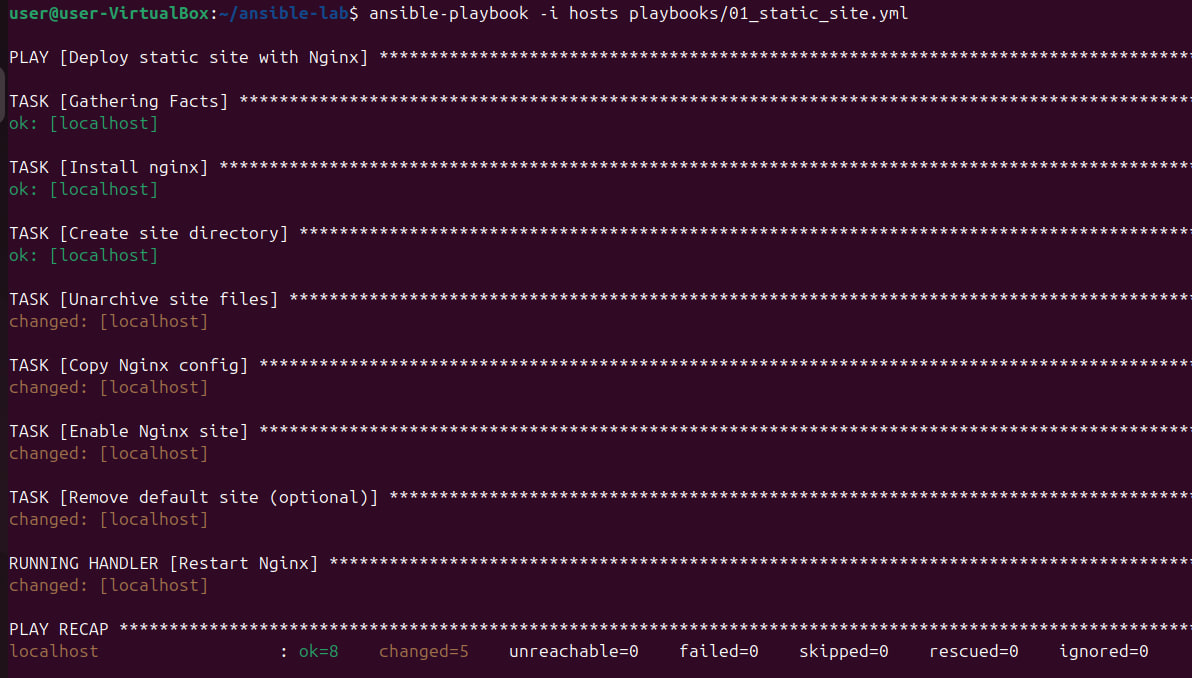 user@user-VirtualBox:~/ansible-lab$ ansible-playbook -i hosts playbooks/01_static_site.yml
PLAY [Deploy static site with Nginx] *********************************************************************************
TASK [Gathering Facts] ***********************************************************************************************
ok: [localhost]
TASK [Install nginx] *************************************************************************************************
ok: [localhost]
TASK [Create site directory] *****************************************************************************************
ok: [localhost]
TASK [Unarchive site files] ******************************************************************************************
changed: [localhost]
TASK [Copy Nginx config] *********************************************************************************************
changed: [localhost]
TASK [Enable Nginx site] *********************************************************************************************
changed: [localhost]
TASK [Remove default site (optional)] ********************************************************************************
changed: [localhost]
RUNNING HANDLER [Restart Nginx] **************************************************************************************
changed: [localhost]
PLAY RECAP ***********************************************************************************************************
localhost                  : ok=8    changed=5    unreachable=0    failed=0    skipped=0    rescued=0    ignored=0